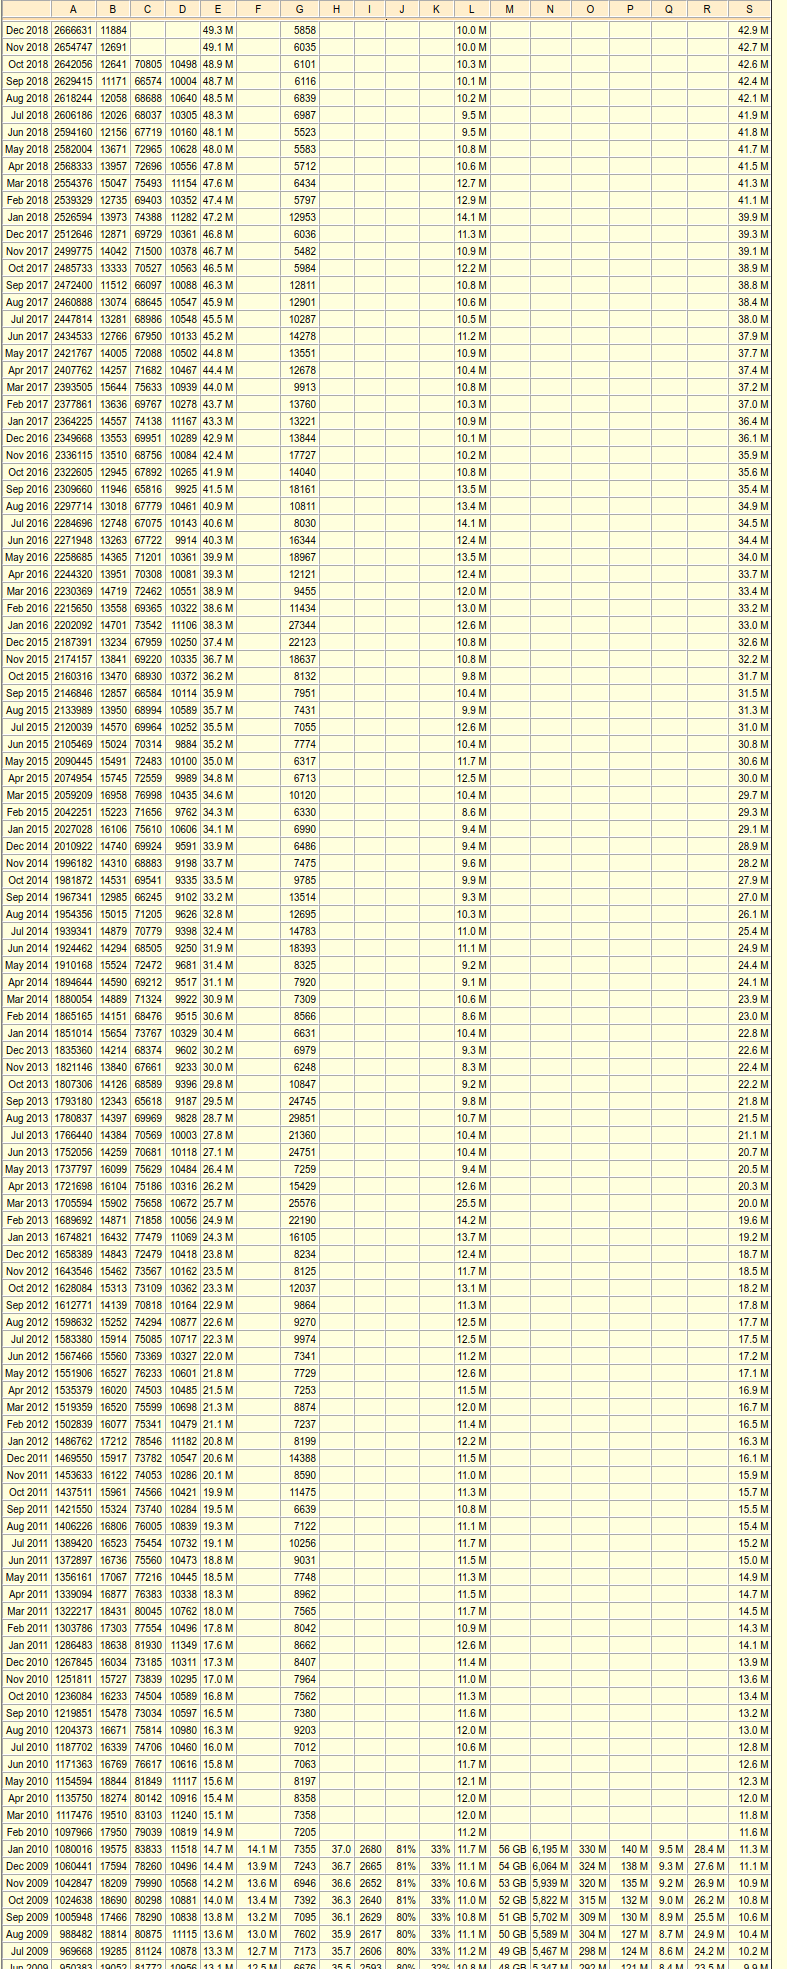 A B C D E F G H I J K L M N O P Q R S
Dec 2018 2666631 11884 49.3 M 5858 10.0 M 42.9 M
Nov 2018 2654747 12691 49.1 M 6035 10.0 M 42.7 M
Oct 2018 2642056 12641 70805 10498 48.9 M 6101 10.3 M 42.6 M
Sep 2018 2629415 11171 66574 10004 48.7 M 6116 10.1 M 42.4 M
Aug 2018 2618244 12058 68688 10640 48.5 M 6839 10.2 M 42.1 M
Jul 2018 2606186 12026 68037 10305 48.3 M 6987 9.5 M 41.9 M
Jun 2018 2594160 12156 67719 10160 48.1 M 5523 9.5 M 41.8 M
May 2018 2582004 13671 72965 10628 48.0 M 5583 10.8 M 41.7 M
Apr 2018 2568333 13957 72696 10556 47.8 M 5712 10.6 M 41.5 M
Mar 2018 2554376 15047 75493 11154 47.6 M 6434 12.7 M 41.3 M
Feb 2018 2539329 12735 69403 10352 47.4 M 5797 12.9 M 41.1 M
Jan 2018 2526594 13973 74388 11282 47.2 M 12953 14.1 M 39.9 M
Dec 2017 2512646 12871 69729 10361 46.8 M 6036 11.3 M 39.3 M
Nov 2017 2499775 14042 71500 10378 46.7 M 5482 10.9 M 39.1 M
Oct 2017 2485733 13333 70527 10563 46.5 M 5984 12.2 M 38.9 M
Sep 2017 2472400 11512 66097 10088 46.3 M 12811 10.8 M 38.8 M
Aug 2017 2460888 13074 68645 10547 45.9 M 12901 10.6 M 38.4 M
Jul 2017 2447814 13281 68986 10548 45.5 M 10287 10.5 M 38.0 M
Jun 2017 2434533 12766 67950 10133 45.2 M 14278 11.2 M 37.9 M
May 2017 2421767 14005 72088 10502 44.8 M 13551 10.9 M 37.7 M
Apr 2017 2407762 14257 71682 10467 44.4 M 12678 10.4 M 37.4 M
Mar 2017 2393505 15644 75633 10939 44.0 M 9913 10.8 M 37.2 M
Feb 2017 2377861 13636 69767 10278 43.7 M 13760 10.3 M 37.0 M
Jan 2017 2364225 14557 74138 11167 43.3 M 13221 10.9 M 36.4 M
Dec 2016 2349668 13553 69951 10289 42.9 M 13844 10.1 M 36.1 M
Nov 2016 2336115 13510 68756 10084 42.4 M 17727 10.2 M 35.9 M
Oct 2016 2322605 12945 67892 10265 41.9 M 14040 10.8 M 35.6 M
Sep 2016 2309660 11946 65816 9925 41.5 M 18161 13.5 M 35.4 M
Aug 2016 2297714 13018 67779 10461 40.9 M 10811 13.4 M 34.9 M
Jul 2016 2284696 12748 67075 10143 40.6 M 8030 14.1 M 34.5 M
Jun 2016 2271948 13263 67722 9914 40.3 M 16344 12.4 M 34.4 M
May 2016 2258685 14365 71201 10361 39.9 M 18967 13.5 M 34.0 M
Apr 2016 2244320 13951 70308 10081 39.3 M 12121 12.4 M 33.7 M
Mar 2016 2230369 14719 72462 10551 38.9 M 9455 12.0 M 33.4 M
Feb 2016 2215650 13558 69365 10322 38.6 M 11434 13.0 M 33.2 M
Jan 2016 2202092 14701 73542 11106 38.3 M 27344 12.6 M 33.0 M
Dec 2015 2187391 13234 67959 10250 37.4 M 22123 10.8 M 32.6 M
Nov 2015 2174157 13841 69220 10335 36.7 M 18637 10.8 M 32.2 M
Oct 2015 2160316 13470 68930 10372 36.2 M 8132 9.8 M 31.7 M
Sep 2015 2146846 12857 66584 10114 35.9 M 7951 10.4 M 31.5 M
Aug 2015 2133989 13950 68994 10589 35.7 M 7431 9.9 M 31.3 M
Jul 2015 2120039 14570 69964 10252 35.5 M 7055 12.6 M 31.0 M
Jun 2015 2105469 15024 70314 9884 35.2 M 7774 10.4 M 30.8 M
May 2015 2090445 15491 72483 10100 35.0 M 6317 11.7 M 30.6 M
Apr 2015 2074954 15745 72559 9989 34.8 M 6713 12.5 M 30.0 M
Mar 2015 2059209 16958 76998 10435 34.6 M 10120 10.4 M 29.7 M
Feb 2015 2042251 15223 71656 9762 34.3 M 6330 8.6 M 29.3 M
Jan 2015 2027028 16106 75610 10606 34.1 M 6990 9.4 M 29.1 M
Dec 2014 2010922 14740 69924 9591 33.9 M 6486 9.4 M 28.9 M
Nov 2014 1996182 14310 68883 9198 33.7 M 7475 9.6 M 28.2 M
Oct 2014 1981872 14531 69541 9335 33.5 M 9785 9.9 M 27.9 M
Sep 2014 1967341 12985 66245 9102 33.2 M 13514 9.3 M 27.0 M
Aug 2014 1954356 15015 71205 9626 32.8 M 12695 10.3 M 26.1 M
Jul 2014 1939341 14879 70779 9398 32.4 M 14783 11.0 M 25.4 M
Jun 2014 1924462 14294 68505 9250 31.9 M 18393 11.1 M 24.9 M
May 2014 1910168 15524 72472 9681 31.4 M 8325 9.2 M 24.4 M
Apr 2014 1894644 14590 69212 9517 31.1 M 7920 9.1 M 24.1 M
Mar 2014 1880054 14889 71324 9922 30.9 M 7309 10.6 M 23.9 M
Feb 2014 1865165 14151 68476 9515 30.6 M 8566 8.6 M 23.0 M
Jan 2014 1851014 15654 73767 10329 30.4 M 6631 10.4 M 22.8 M
Dec 2013 1835360 14214 68374 9602 30.2 M 6979 9.3 M 22.6 M
Nov 2013 1821146 13840 67661 9233 30.0 M 6248 8.3 M 22.4 M
Oct 2013 1807306 14126 68589 9396 29.8 M 10847 9.2 M 22.2 M
Sep 2013 1793180 12343 65618 9187 29.5 M 24745 9.8 M 21.8 M
Aug 2013 1780837 14397 69969 9828 28.7 M 29851 10.7 M 21.5 M
Jul 2013 1766440 14384 70569 10003 27.8 M 21360 10.4 M 21.1 M
Jun 2013 1752056 14259 70681 10118 27.1 M 24751 10.4 M 20.7 M
May 2013 1737797 16099 75629 10484 26.4 M 7259 9.4 M 20.5 M
Apr 2013 1721698 16104 75186 10316 26.2 M 15429 12.6 M 20.3 M
Mar 2013 1705594 15902 75658 10672 25.7 M 25576 25.5 M 20.0 M
Feb 2013 1689692 14871 71858 10056 24.9 M 22190 14.2 M 19.6 M
Jan 2013 1674821 16432 77479 11069 24.3 M 16105 13.7 M 19.2 M
Dec 2012 1658389 14843 72479 10418 23.8 M 8234 12.4 M 18.7 M
Nov 2012 1643546 15462 73567 10162 23.5 M 8125 11.7 M 18.5 M
Oct 2012 1628084 15313 73109 10362 23.3 M 12037 13.1 M 18.2 M
Sep 2012 1612771 14139 70818 10164 22.9 M 9864 11.3 M 17.8 M
Aug 2012 1598632 15252 74294 10877 22.6 M 9270 12.5 M 17.7 M
Jul 2012 1583380 15914 75085 10717 22.3 M 9974 12.5 M 17.5 M
Jun 2012 1567466 15560 73369 10327 22.0 M 7341 11.2 M 17.2 M
May 2012 1551906 16527 76233 10601 21.8 M 7729 12.6 M 17.1 M
Apr 2012 1535379 16020 74503 10485 21.5 M 7253 11.5 M 16.9 M
Mar 2012 1519359 16520 75599 10698 21.3 M 8874 12.0 M 16.7 M
Feb 2012 1502839 16077 75341 10479 21.1 M 7237 11.4 M 16.5 M
Jan 2012 1486762 17212 78546 11182 20.8 M 8199 12.2 M 16.3 M
Dec 2011 1469550 15917 73782 10547 20.6 M 14388 11.5 M 16.1 M
Nov 2011 1453633 16122 74053 10286 20.1 M 8590 11.0 M 15.9 M
Oct 2011 1437511 15961 74566 10421 19.9 M 11475 11.3 M 15.7 M
Sep 2011 1421550 15324 73740 10284 19.5 M 6639 10.8 M 15.5 M
Aug 2011 1406226 16806 76005 10839 19.3 M 7122 11.1 M 15.4 M
Jul 2011 1389420 16523 75454 10732 19.1 M 10256 11.7 M 15.2 M
Jun 2011 1372897 16736 75560 10473 18.8 M 9031 11.5 M 15.0 M
May 2011 1356161 17067 77216 10445 18.5 M 7748 11.3 M 14.9 M
Apr 2011 1339094 16877 76383 10338 18.3 M 8962 11.5 M 14.7 M
Mar 2011 1322217 18431 80045 10762 18.0 M 7565 11.7 M 14.5 M
Feb 2011 1303786 17303 77554 10496 17.8 M 8042 10.9 M 14.3 M
Jan 2011 1286483 18638 81930 11349 17.6 M 8662 12.6 M 14.1 M
Dec 2010 1267845 16034 73185 10311 17.3 M 8407 11.4 M 13.9 M
Nov 2010 1251811 15727 73839 10295 17.0 M 7964 11.0 M 13.6 M
Oct 2010 1236084 16233 74504 10589 16.8 M 7562 11.3 M 13.4 M
Sep 2010 1219851 15478 73034 10597 16.5 M 7380 11.6 M 13.2 M
Aug 2010 1204373 16671 75814 10980 16.3 M 9203 12.0 M 13.0 M
Jul 2010 1187702 16339 74706 10460 16.0 M 7012 10.6 M 12.8 M
Jun 2010 1171363 16769 76617 10616 15.8 M 7063 11.7 M 12.6 M
May 2010 1154594 18844 81849 11117 15.6 M 8197 12.1 M 12.3 M
Apr 2010 1135750 18274 80142 10916 15.4 M 8358 12.0 M 12.0 M
Mar 2010 1117476 19510 83103 11240 15.1 M 7358 12.0 M 11.8 M
Feb 2010 1097966 17950 79039 10819 14.9 M 7205 11.2 M 11.6 M
Jan 2010 1080016 19575 83833 11518 14.7 M 14.1 M 7355 37.0 2680 81% 33% 11.7 M 56 GB 6,195 M 330 M 140 M 9.5 M 28.4 M 11.3 M
Dec 2009 1060441 17594 78260 10496 14.4 M 13.9 M 7243 36.7 2665 81% 33% 11.1 M 54 GB 6,064 M 324 M 138 M 9.3 M 27.6 M 11.1 M
Nov 2009 1042847 18209 79990 10568 14.2 M 13.6 M 6946 36.6 2652 81% 33% 10.6 M 53 GB 5,939 M 320 M 135 M 9.2 M 26.9 M 10.9 M
Oct 2009 1024638 18690 80298 10881 14.0 M 13.4 M 7392 36.3 2640 81% 33% 11.0 M 52 GB 5,822 M 315 M 132 M 9.0 M 26.2 M 10.8 M
Sep 2009 1005948 17466 78290 10838 13.8 M 13.2 M 7095 36.1 2629 80% 33% 10.8 M 51 GB 5,702 M 309 M 130 M 8.9 M 25.5 M 10.6 M
Aug 2009 988482 18814 80875 11115 13.6 M 13.0 M 7602 35.9 2617 80% 33% 11.1 M 50 GB 5,589 M 304 M 127 M 8.7 M 24.9 M 10.4 M
Jul 2009 969668 19285 81124 10878 13.3 M 12.7 M 7173 35.7 2606 80% 33% 11.2 M 49 GB 5,467 M 298 M 124 M 8.6 M 24.2 M 10.2 M
Jun 2009 950383 19052 81772 10956 13.1 M 12.5 M 6676 35.5 2593 80% 32% 10.8 M 48 GB 5,347 M 292 M 121 M 8.4 M 23.5 M 9.9 M